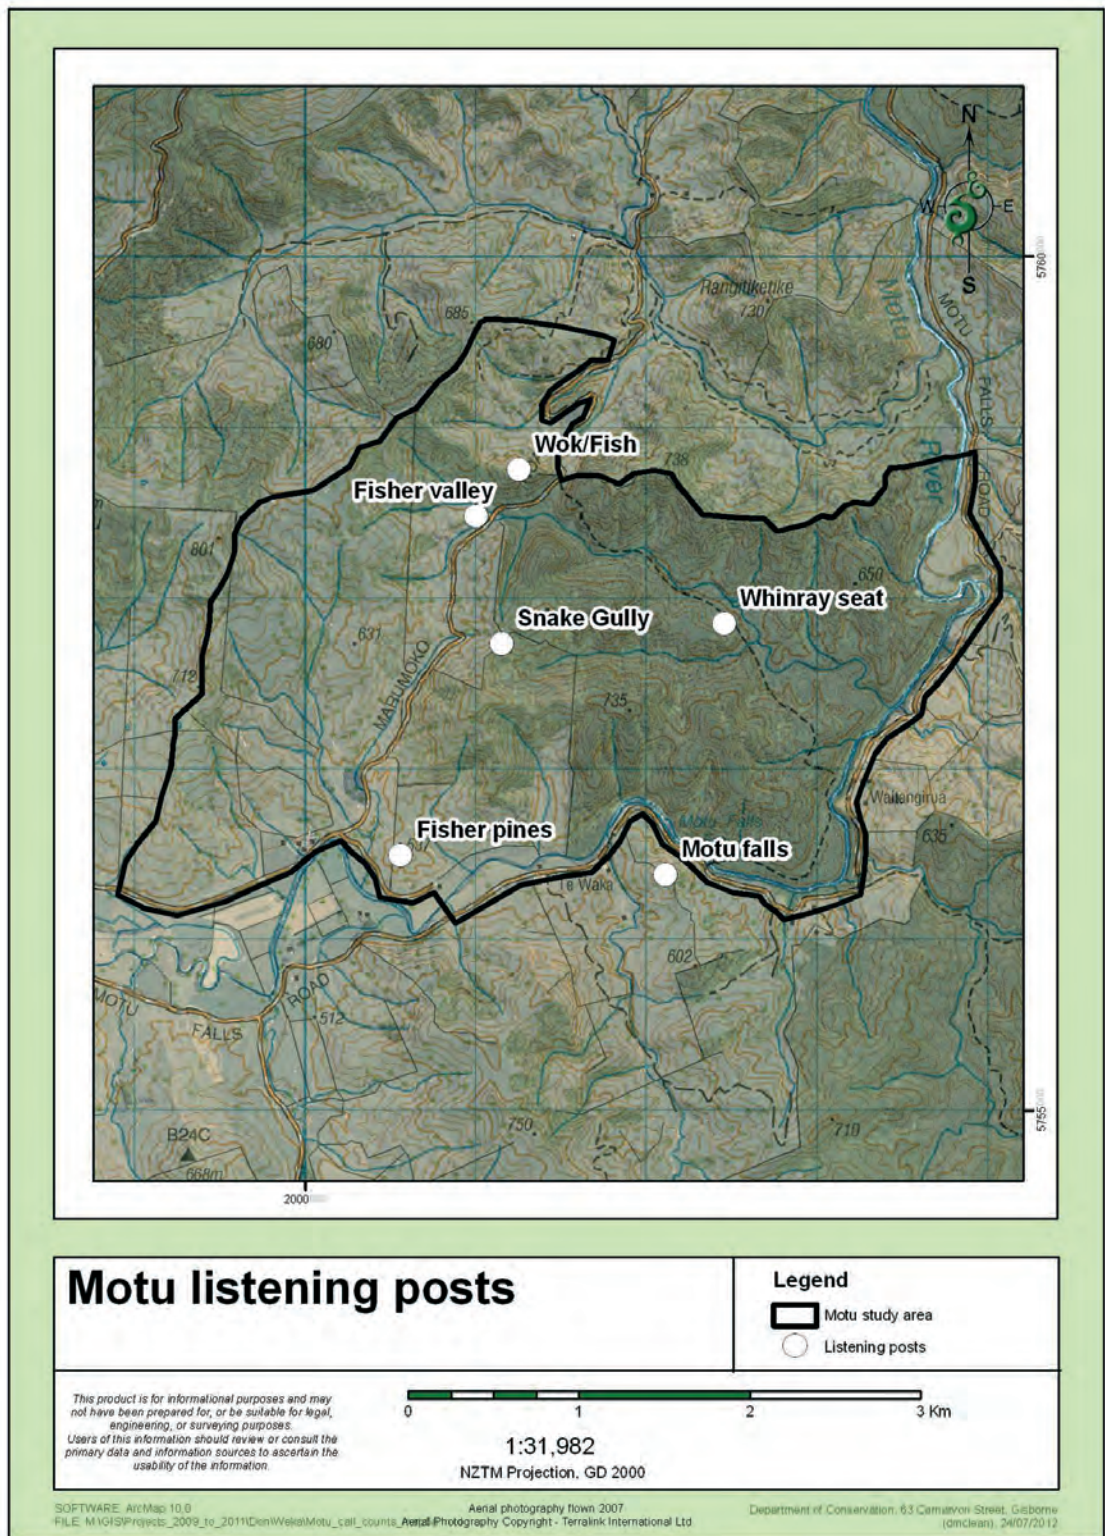 N
W
E
S
5760
Rangitiketike
730
685
680
Motu
MOTU
FALLS
ROAD
River
Wok/Fish
738
Fisher valley
801
650
Whinray seat
Snake Gully
631
MARUMOKO
712
735
Waitangirua
Motu Falls
635
Fisher pines
Motu falls
Te Waka
602
MOTU
FALLS
ROAD
512
5755
750
710
B24C
668m
2000
Motu listening posts
Legend
Motu study area
Listening posts
This product is for informational purposes and may
not have been prepared for, or be suitable for legal,
engineering, or surveying purposes.
Users of this information should review or consult the
primary data and information sources to ascertain the
usability of the information.
0 1 2 3 Km
1:31,982
NZTM Projection, GD 2000
SOFTWARE: ArcMap 10.0
Aerial photography flown 2007
Department of Conservation, 63 Carnarvon Street, Gisborne
Aerial Photography Copyright - Terralink International Ltd.
(dmclean), 24/07/2012